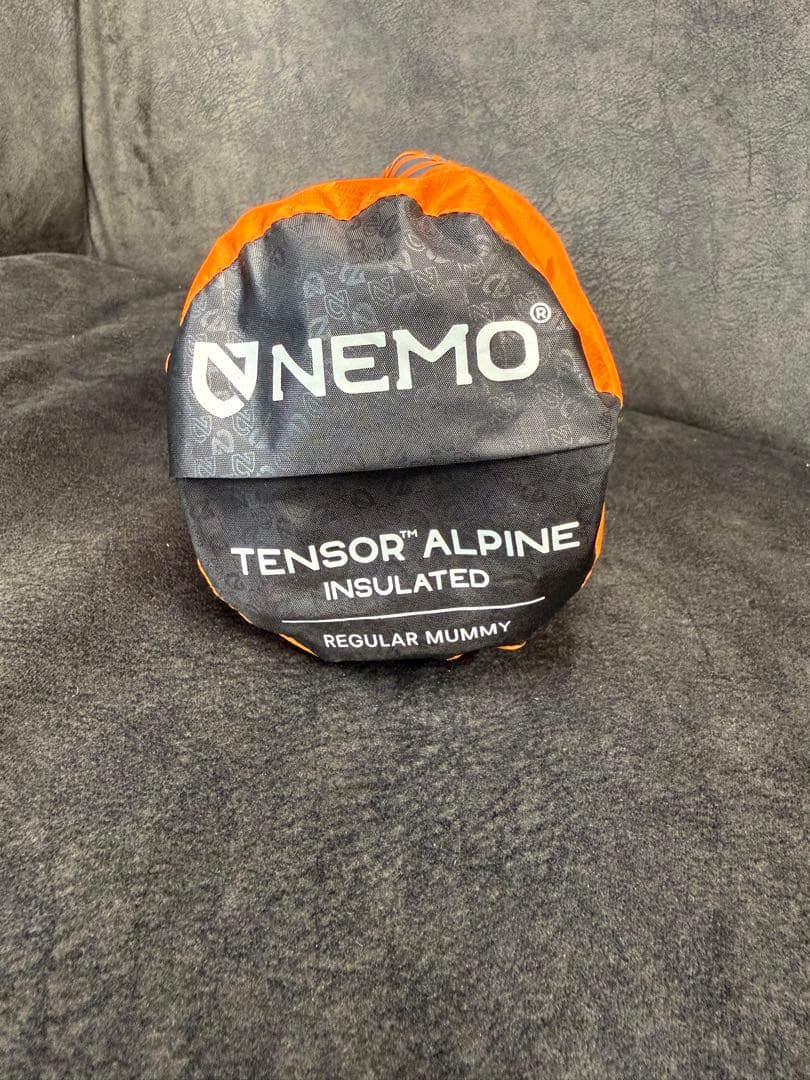 NEMO®
TENSOR™ ALPINE
INSULATED
REGULAR MUMMY